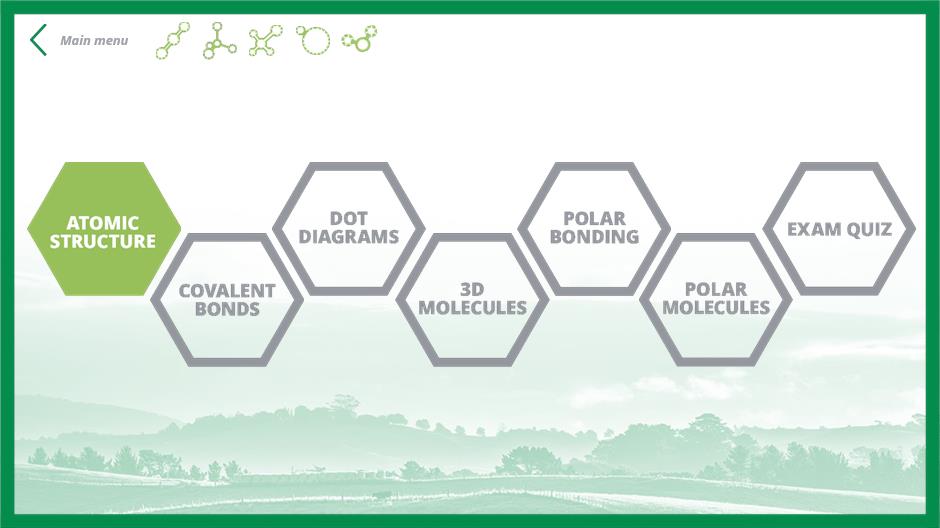 Main menu
ATOMIC
STRUCTURE
COVALENT
BONDS
DOT
DIAGRAMS
3D
MOLECULES
POLAR
BONDING
POLAR
MOLECULES
EXAM QUIZ